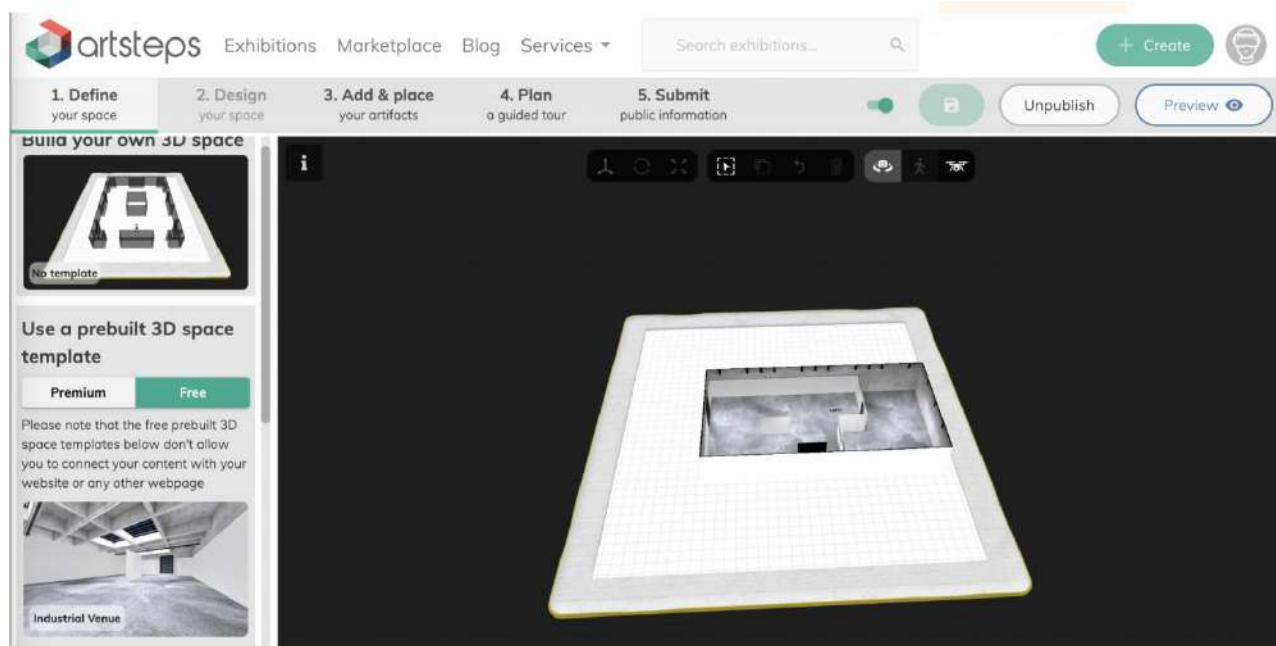 artsteps
Exhibitions Marketplace Blog Services
Search exhibitions...
+ Create
1. Define
your space
2. Design
your space
3. Add & place
your artifacts
4. Plan
a guided tour
5. Submit
public information
Unpublish
Preview
Build your own 3D space
No template
Use a prebuilt 3D space
template
Premium
Free
Please note that the free prebuilt 3D
space templates below don't allow
you to connect your content with your
website or any other webpage
Industrial Venue
i